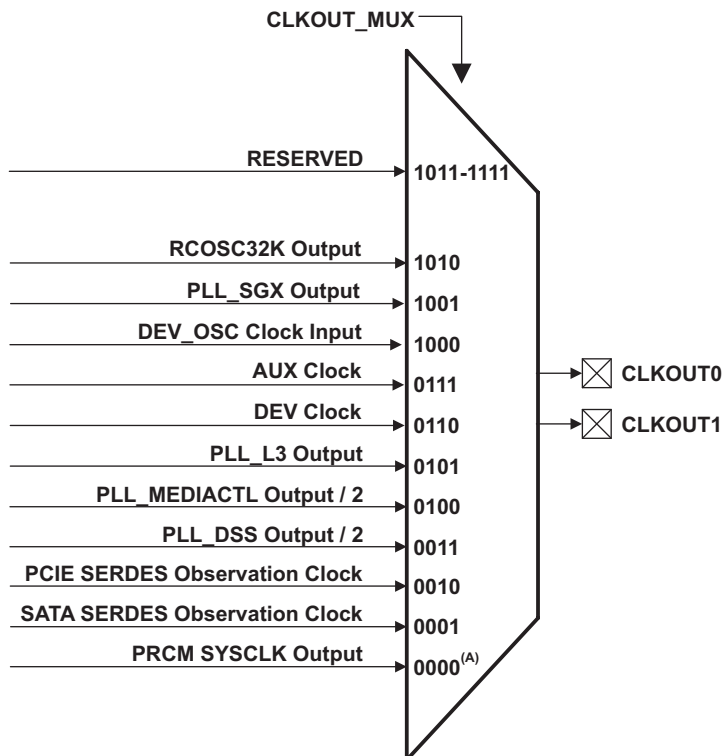 CLKOUT_MUX
RESERVED 1011-1111
RCOSC32K Output 1010
PLL_SGX Output 1001
DEV_OSC Clock Input 1000
AUX Clock 0111
CLKOUT0
DEV Clock 0110
CLKOUT1
PLL_L3 Output 0101
PLL_MEDIACTL Output / 2 0100
PLL_DSS Output / 2 0011
PCIE SERDES Observation Clock 0010
SATA SERDES Observation Clock 0001
PRCM SYSCLK Output 0000(A)